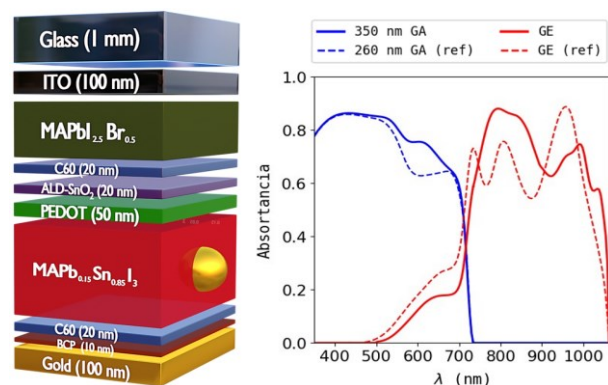 Glass (1 mm)
ITO (100 nm)
MAPbI2.5Br0.5
C60 (20 nm)
ALD-SnO2 (20 nm)
PEDOT (50 nm)
MAPb0.15Sn0.85I3
C60 (20 nm)
BCP (10 nm)
Gold (100 nm)
350 nm GA
260 nm GA (ref)
GE
GE (ref)
Absortancia
1.0
0.8
0.6
0.4
0.2
0.0
400 500 600 700 800 900 1000
λ (nm)